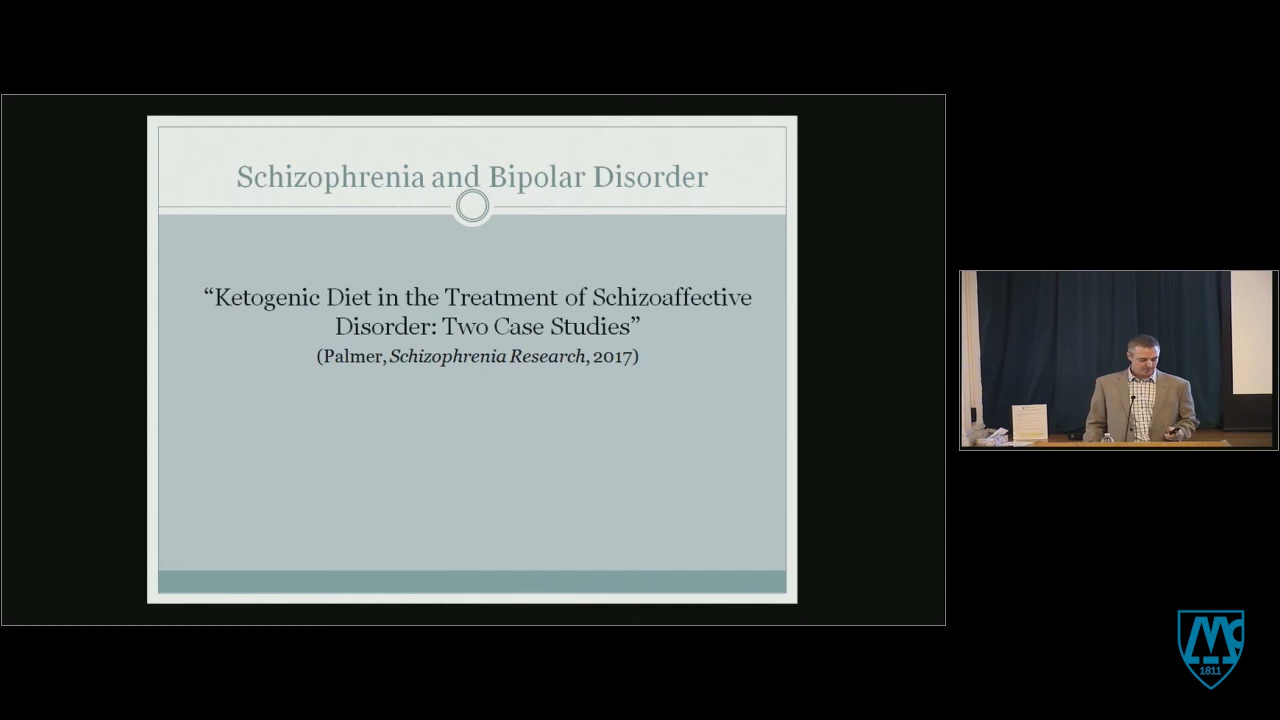 Schizophrenia and Bipolar Disorder
“Ketogenic Diet in the Treatment of Schizoaffective
Disorder: Two Case Studies”
(Palmer, Schizophrenia Research, 2017)
Mc
1811